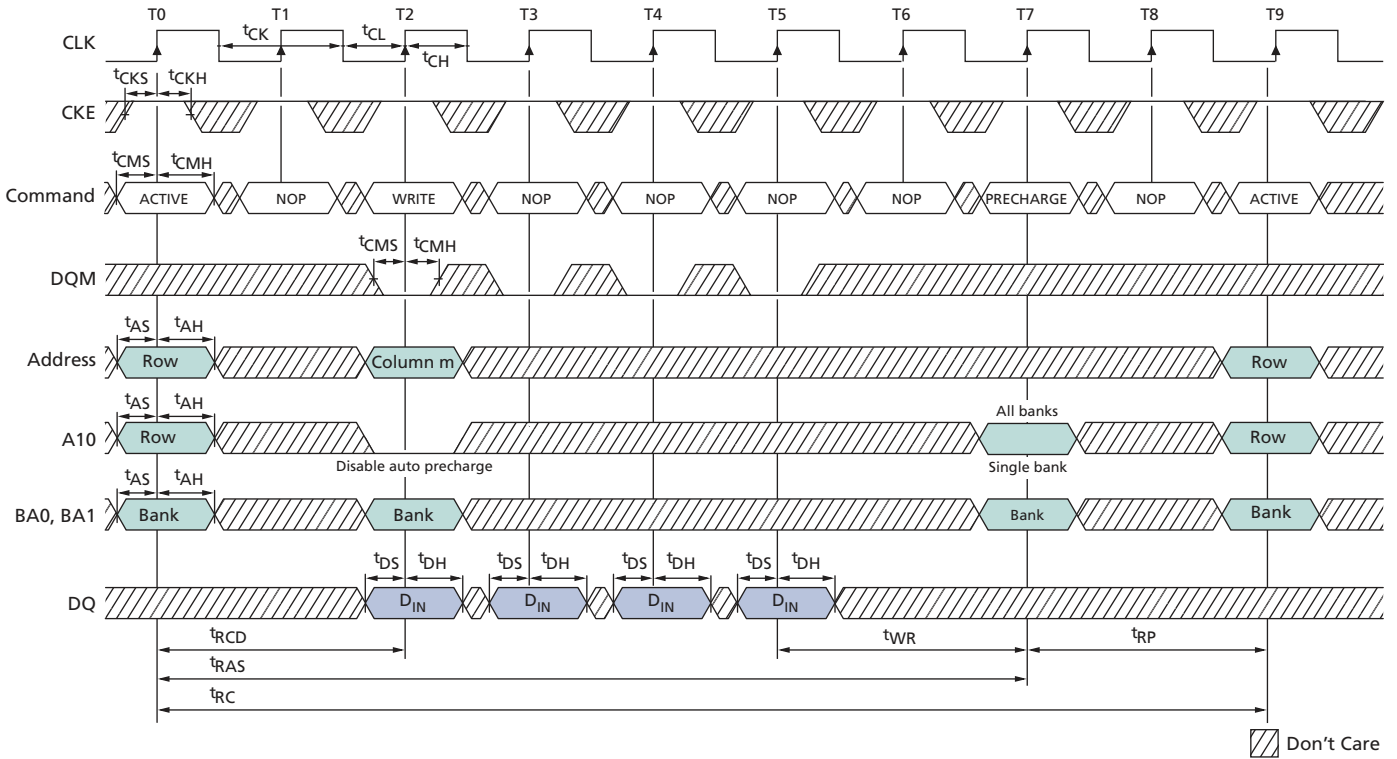 T0 T1 T2 T3 T4 T5 T6 T7 T8 T9
CLK tCK tCL tCH
tCKS tCKH
CKE
tCMS tCMH
Command ACTIVE NOP WRITE NOP NOP NOP NOP PRECHARGE NOP ACTIVE
tCMS tCMH
DQM
tAS tAH
Address Row Column m Row
tAS tAH All banks
A10 Row Row
Disable auto precharge Single bank
tAS tAH
BA0, BA1 Bank Bank Bank Bank
tDS tDH tDS tDH tDS tDH tDS tDH
DQ DIN DIN DIN DIN
tRCD tWR tRP
tRAS
tRC
Don't Care